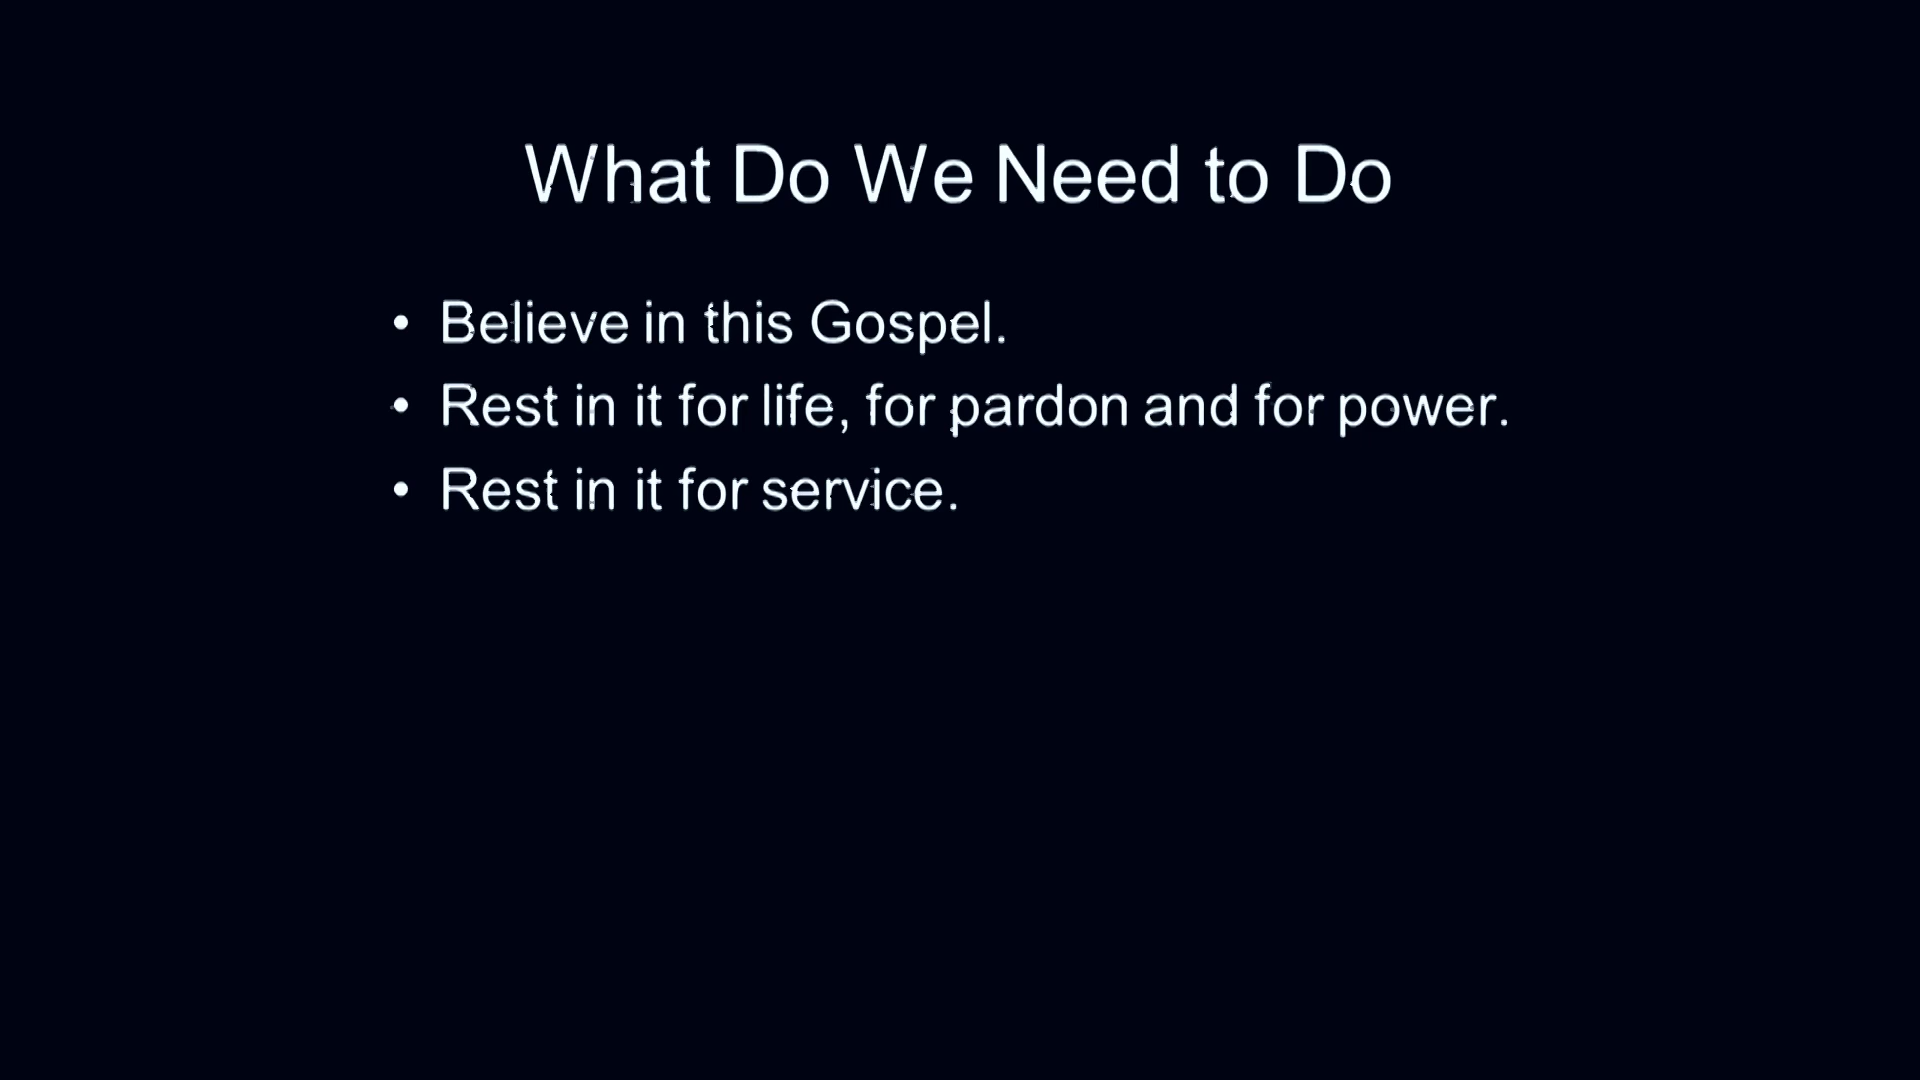 What Do We Need to Do
• Believe in this Gospel.
• Rest in it for life, for pardon and for power.
• Rest in it for service.